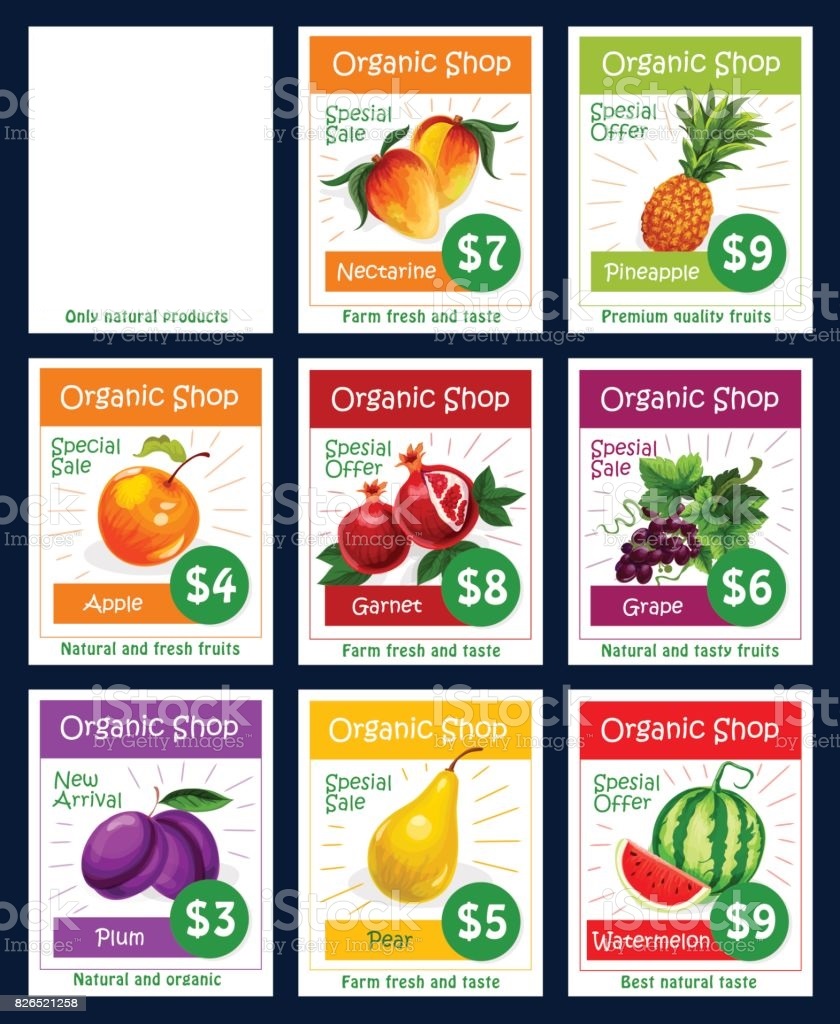 Only natural products
Organic Shop
Spesial
Sale
$7
Nectarine
Farm fresh and taste
Organic Shop
Spesial
Offer
$9
Pineapple
Premium quality fruits
Organic Shop
Special
Sale
$4
Apple
Natural and fresh fruits
Organic Shop
Spesial
Offer
$8
Garnet
Farm fresh and taste
Organic Shop
Spesial
Sale
$6
Grape
Natural and tasty fruits
Organic Shop
New
Arrival
$3
Plum
Natural and organic
Organic Shop
Spesial
Sale
$5
Pear
Farm fresh and taste
Organic Shop
Spesial
Offer
$9
Watermelon
Best natural taste
iStock
by Getty Images™
826521258